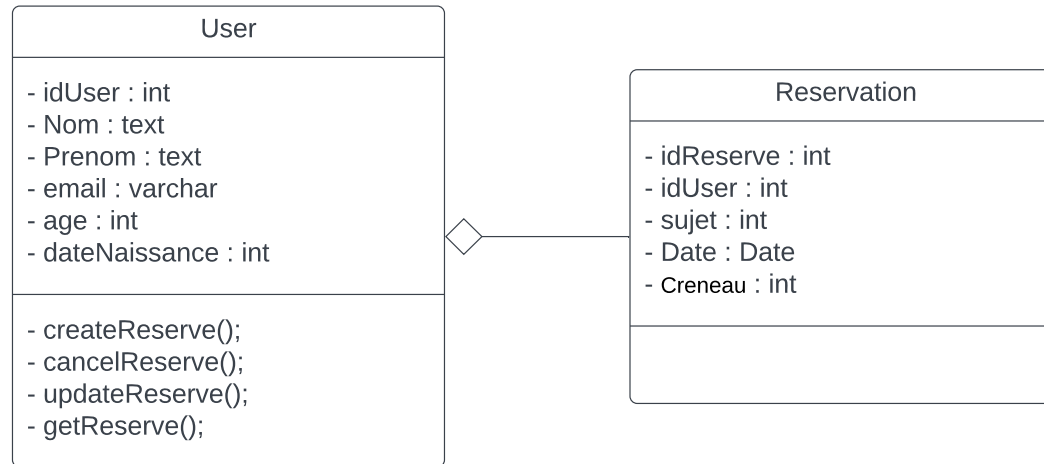 User
- idUser : int
- Nom : text
- Prenom : text
- email : varchar
- age : int
- dateNaissance : int
- createReserve();
- cancelReserve();
- updateReserve();
- getReserve();
Reservation
- idReserve : int
- idUser : int
- sujet : int
- Date : Date
- Creneau : int